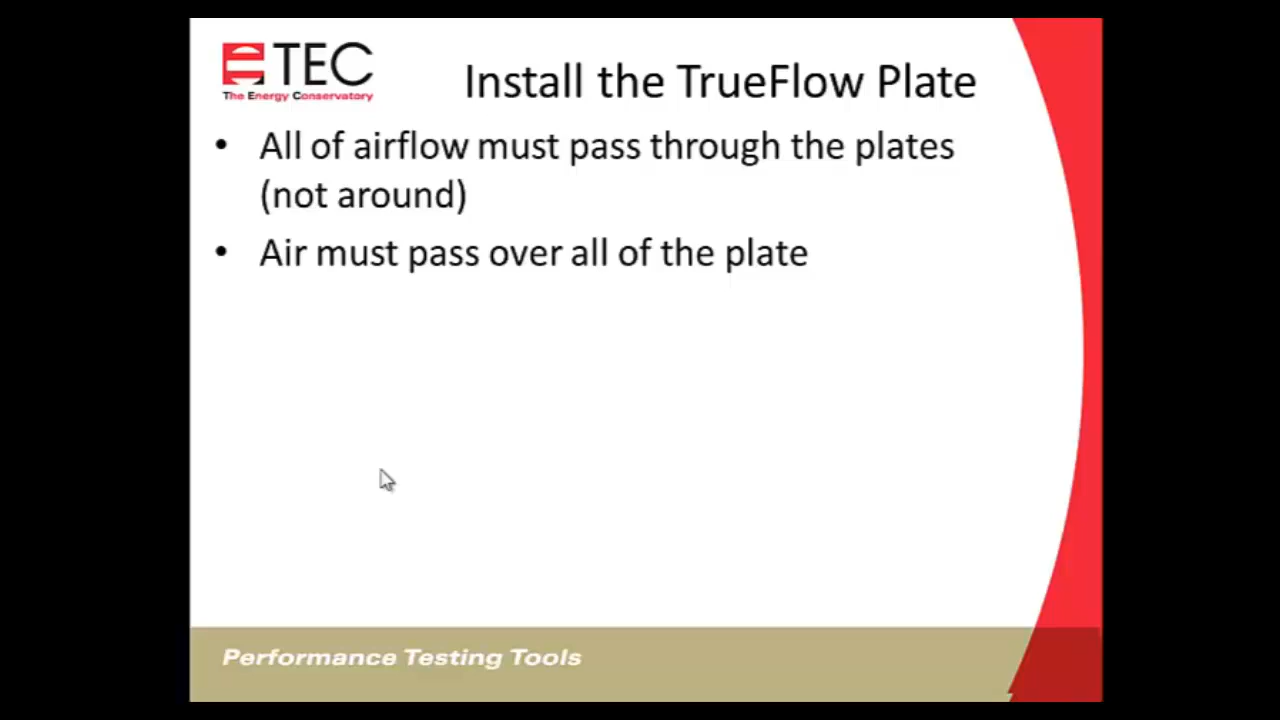 TEC
The Energy Conservatory
Install the TrueFlow Plate
• All of airflow must pass through the plates
(not around)
• Air must pass over all of the plate
Performance Testing Tools